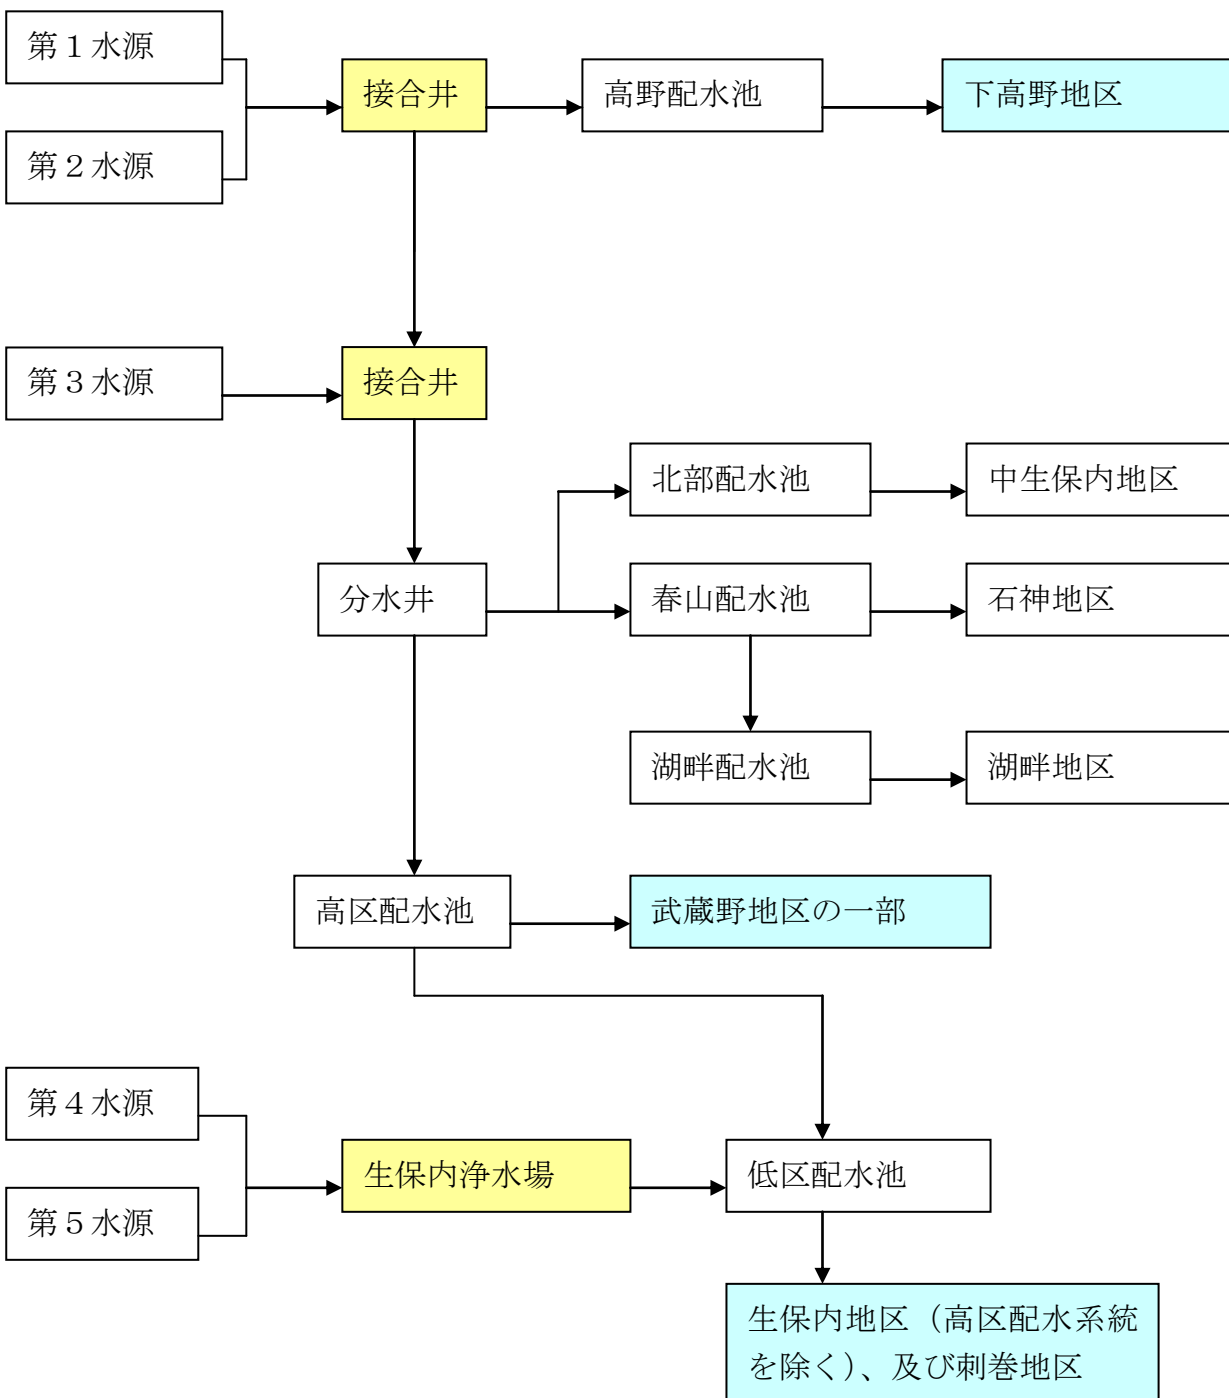 第１水源
接合井
高野配水池
下高野地区
第２水源
第３水源
接合井
北部配水池
中生保内地区
分水井
春山配水池
石神地区
湖畔配水池
湖畔地区
高区配水池
武蔵野地区の一部
第４水源
生保内浄水場
低区配水池
第５水源
生保内地区（高区配水系統
を除く）、及び刺巻地区